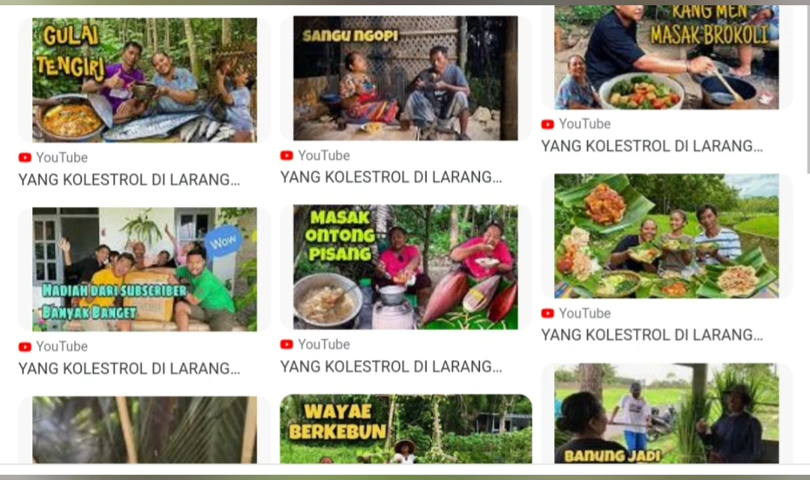 GULAI
TENGIRI
YouTube
YANG KOLESTROL DI LARANG...
SANGU NGOPI
YouTube
YANG KOLESTROL DI LARANG...
KANG MEN
MASAK BROKOLI
YouTube
YANG KOLESTROL DI LARANG...
Wow
HADIAH DARI SUBSCRIBER
BANYAK BANGET
YouTube
YANG KOLESTROL DI LARANG...
MASAK
ONTONG
PISANG
YouTube
YANG KOLESTROL DI LARANG...
YouTube
YANG KOLESTROL DI LARANG...
WAYAE
BERKEBUN
BANUNG JADI